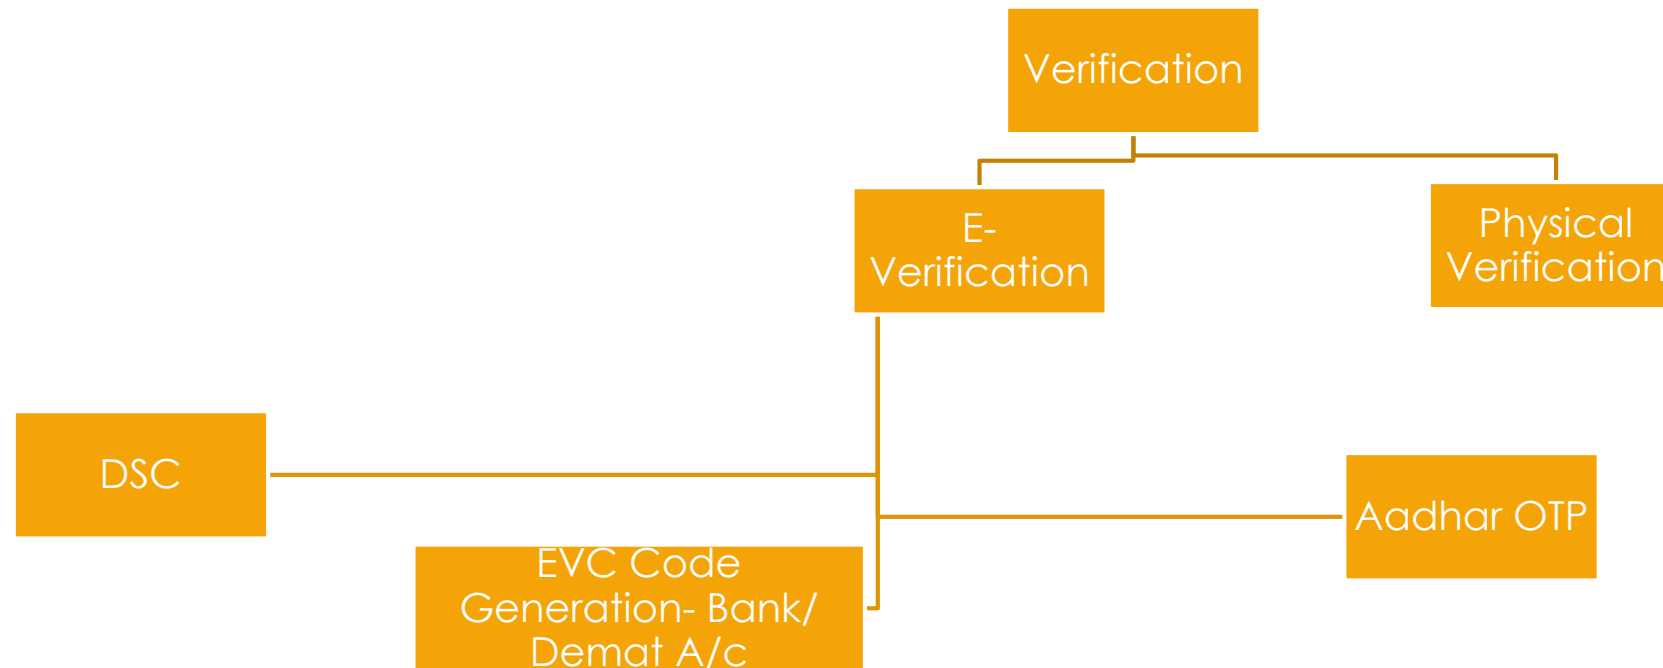 Verification
E-
Verification
Physical
Verification
DSC
Aadhar OTP
EVC Code
Generation- Bank/
Demat A/c